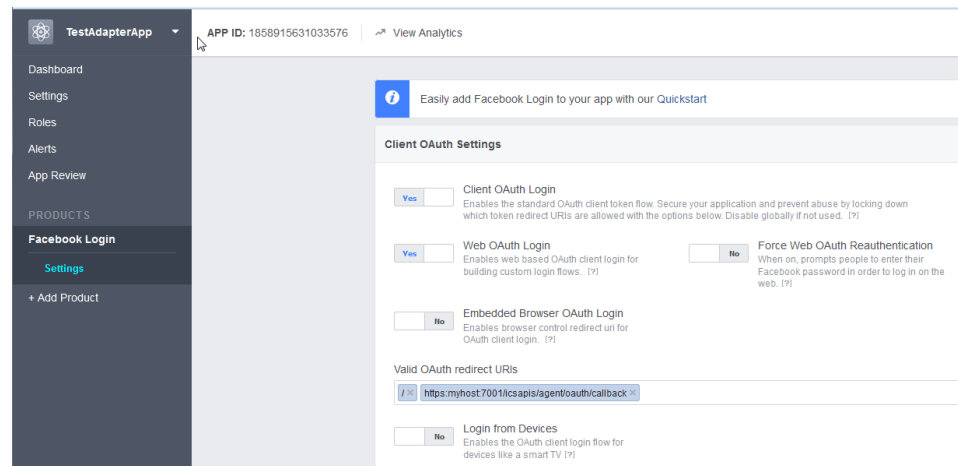 TestAdapterApp
APP ID: 1858915631033576
View Analytics
Dashboard
Settings
Roles
Alerts
App Review
PRODUCTS
Facebook Login
Settings
+ Add Product
Easily add Facebook Login to your app with our Quickstart
Client OAuth Settings
Yes
Client OAuth Login
Enables the standard OAuth client token flow. Secure your application and prevent abuse by locking down
which token redirect URIs are allowed with the options below. Disable globally if not used. [?]
Yes
Web OAuth Login
Enables web based OAuth client login for
building custom login flows. [?]
No
Force Web OAuth Reauthentication
When on, prompts people to enter their
Facebook password in order to log in on the
web. [?]
No
Embedded Browser OAuth Login
Enables browser control redirect uri for
OAuth client login. [?]
Valid OAuth redirect URIs
/ × https:myhost:7001/icsapis/agent/oauth/callback ×
No
Login from Devices
Enables the OAuth client login flow for
devices like a smart TV [?]